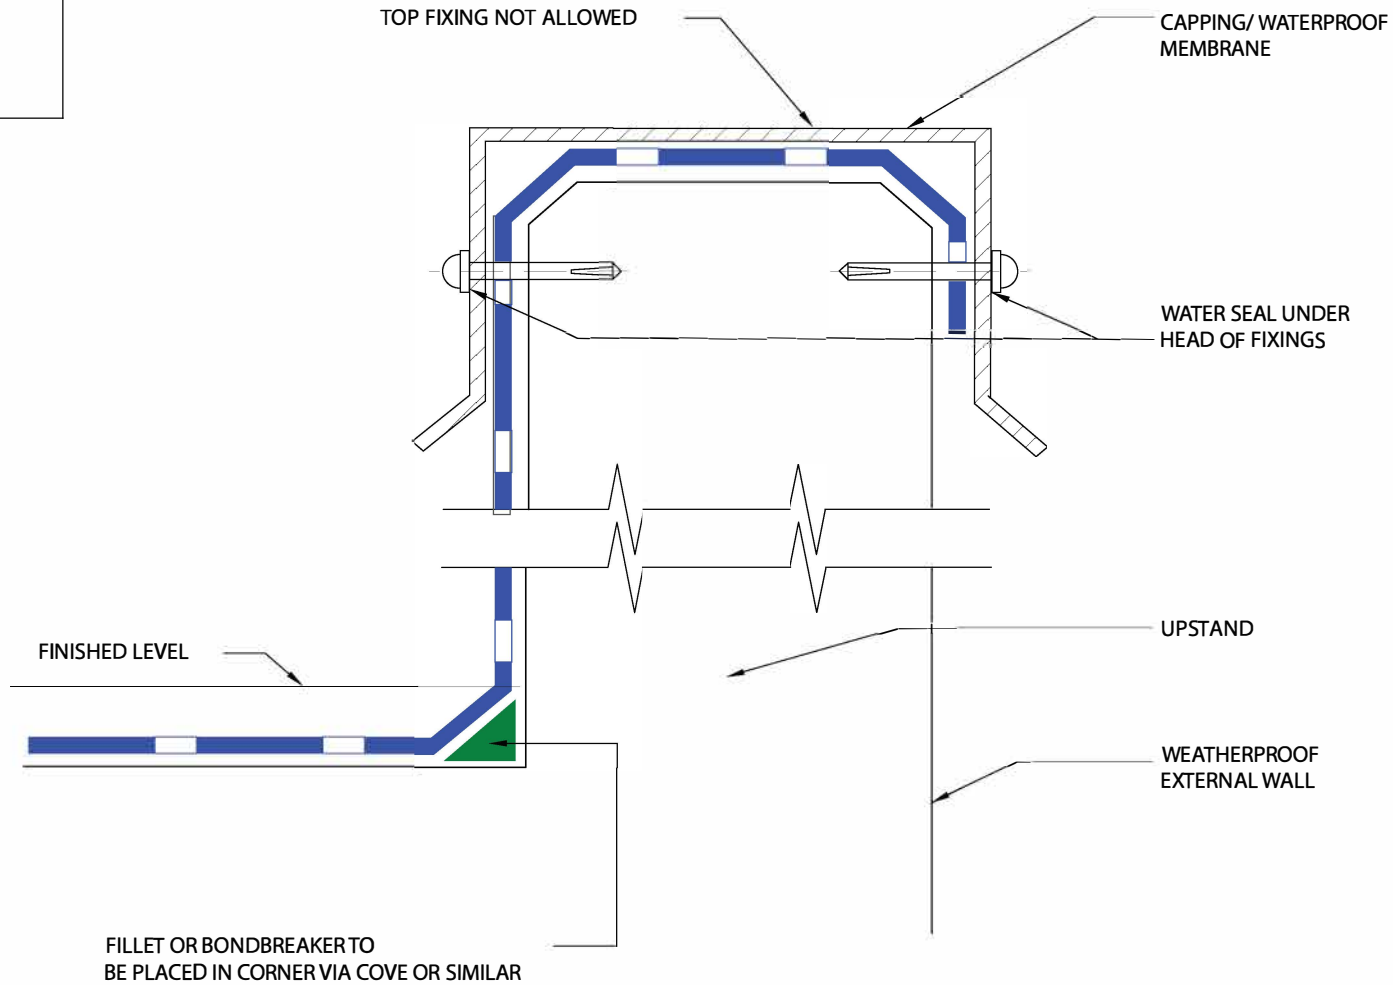 TOP FIXING NOT ALLOWED
CAPPING/ WATERPROOF
MEMBRANE
WATER SEAL UNDER
HEAD OF FIXINGS
UPSTAND
FINISHED LEVEL
WEATHERPROOF
EXTERNAL WALL
FILLET OR BONDBREAKER TO
BE PLACED IN CORNER VIA COVE OR SIMILAR